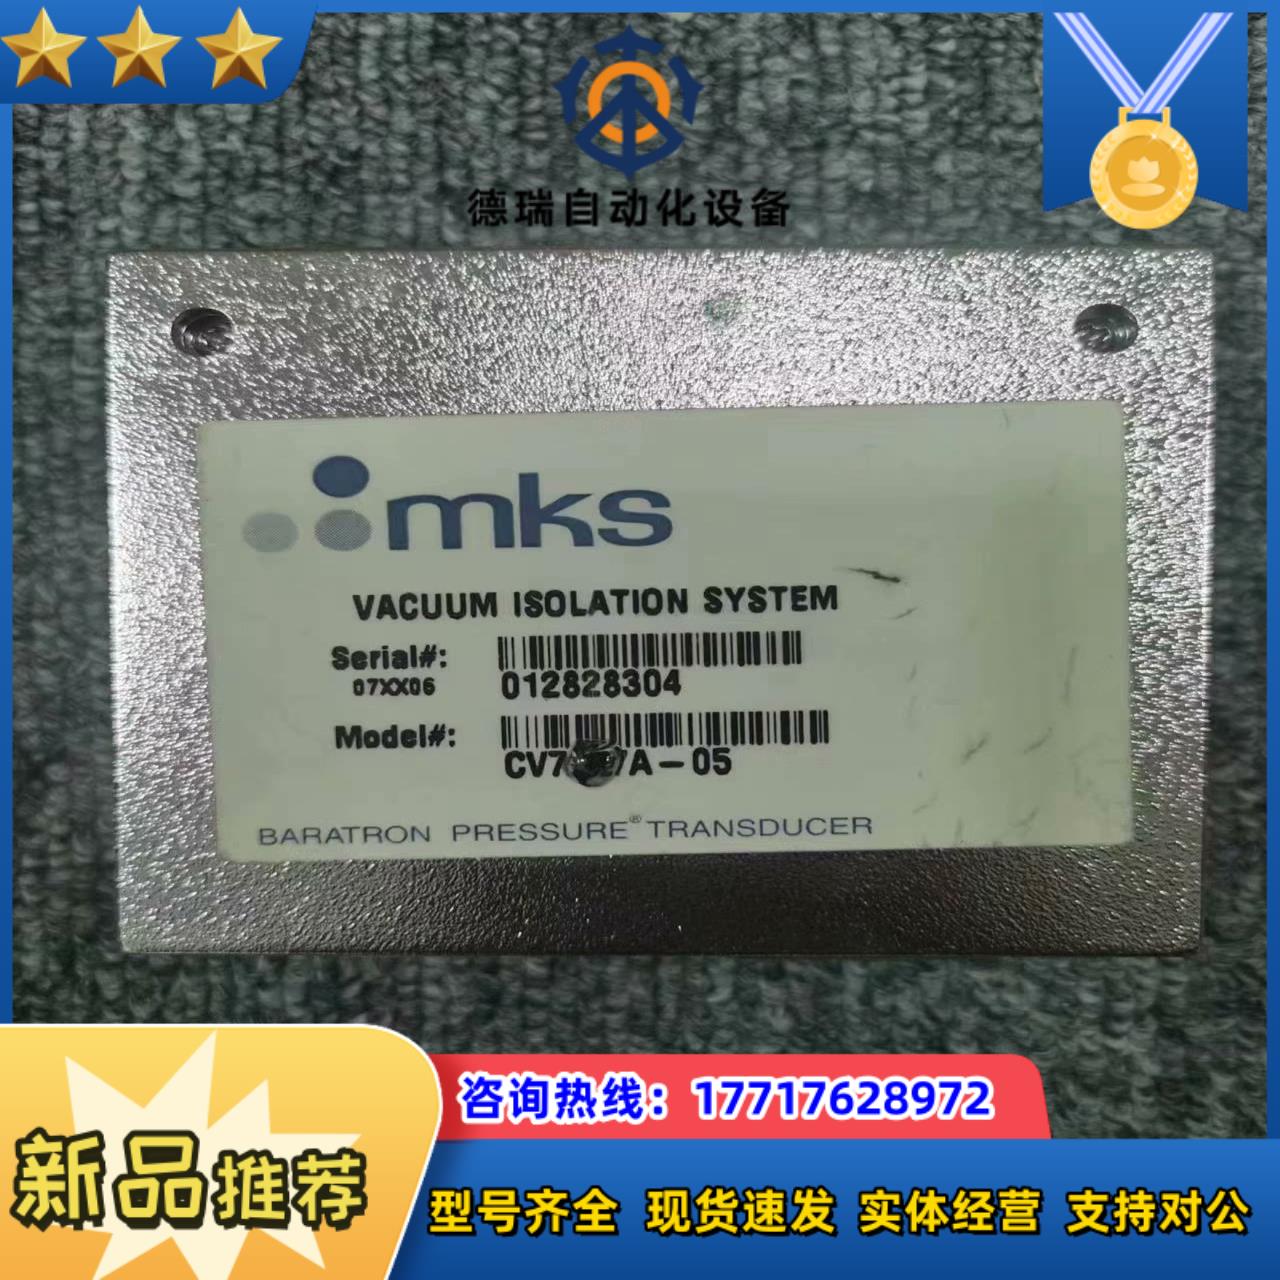 德瑞自动化设备
mks
VACUUM ISOLATION SYSTEM
Serial#:
07XX06
012828304
Model#:
BARATRON PRESSURE® TRANSDUCER
咨询热线：17717628972
新品推荐
型号齐全 现货速发 实体经营 支持对公